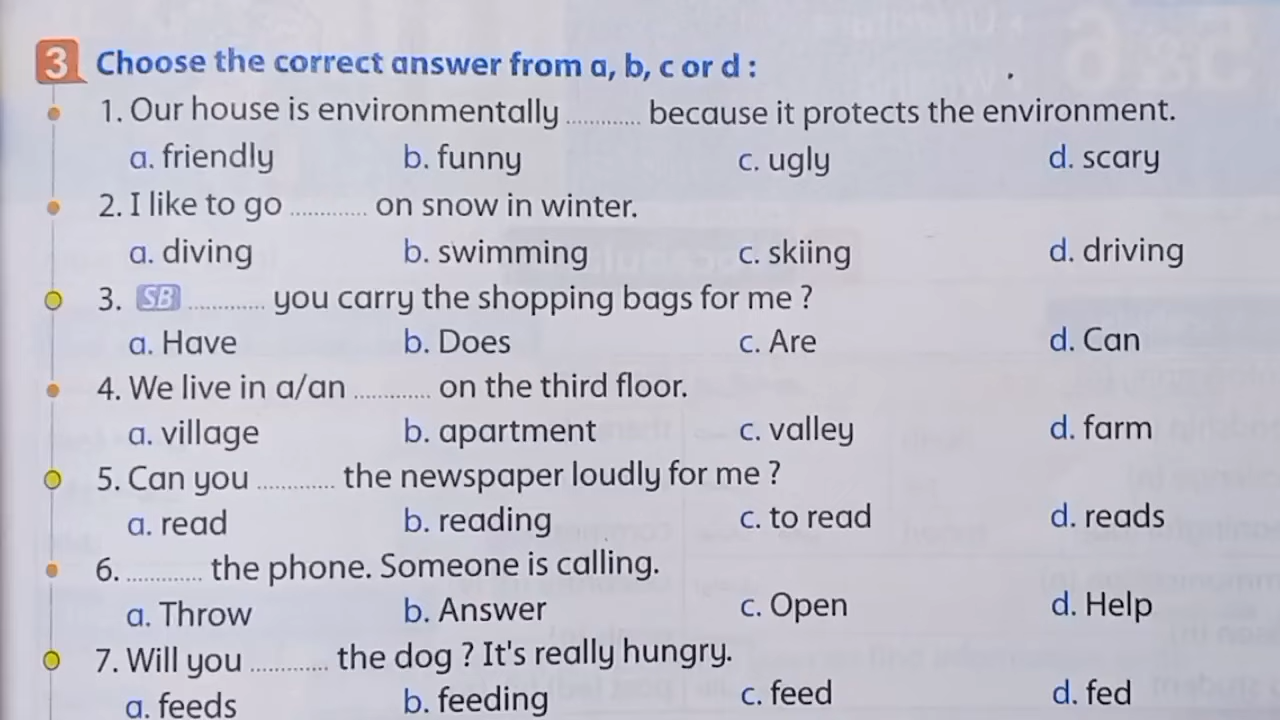 3 Choose the correct answer from a, b, c or d :
1. Our house is environmentally ............ because it protects the environment.
a. friendly b. funny c. ugly d. scary
2. I like to go ............ on snow in winter.
a. diving b. swimming c. skiing d. driving
3. SB ............ you carry the shopping bags for me ?
a. Have b. Does c. Are d. Can
4. We live in a/an ............ on the third floor.
a. village b. apartment c. valley d. farm
5. Can you ............ the newspaper loudly for me ?
a. read b. reading c. to read d. reads
6. ............ the phone. Someone is calling.
a. Throw b. Answer c. Open d. Help
7. Will you ............ the dog ? It's really hungry.
a. feeds b. feeding c. feed d. fed